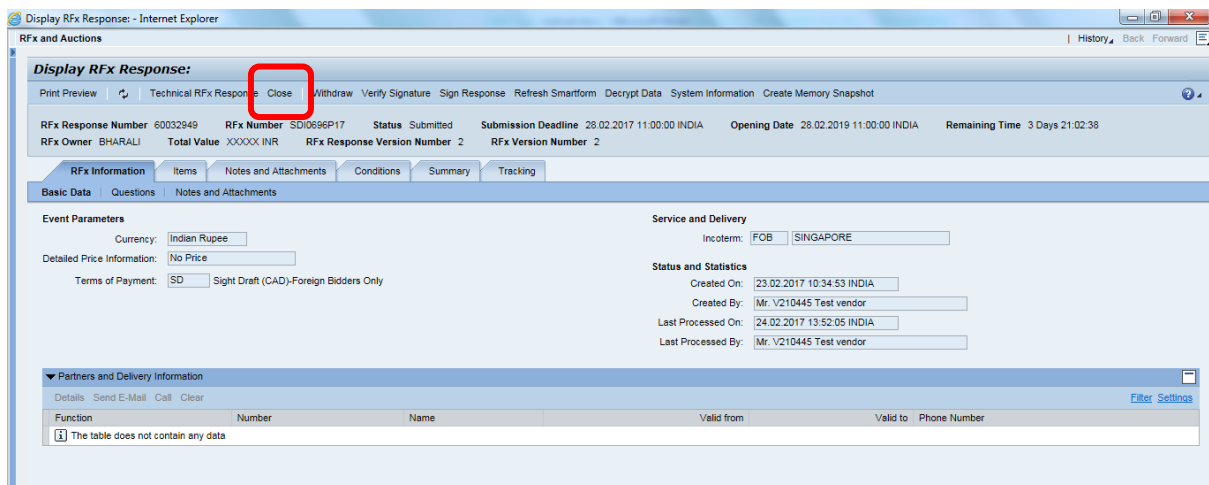 Display RFx Response: - Internet Explorer
RFx and Auctions
History Back Forward
Display RFx Response:
Print Preview Technical RFx Response Close Withdraw Verify Signature Sign Response Refresh Smartform Decrypt Data System Information Create Memory Snapshot
RFx Response Number 60032949 RFx Number SDI0696P17 Status Submitted Submission Deadline 28.02.2017 11:00:00 INDIA Opening Date 28.02.2019 11:00:00 INDIA Remaining Time 3 Days 21:02:38
RFx Owner BHARALI Total Value XXXXX INR RFx Response Version Number 2 RFx Version Number 2
RFx Information Items Notes and Attachments Conditions Summary Tracking
Basic Data Questions Notes and Attachments
Event Parameters Service and Delivery
Currency: Indian Rupee Incoterm: FOB SINGAPORE
Detailed Price Information: No Price
Status and Statistics
Terms of Payment: SD Sight Draft (CAD)-Foreign Bidders Only Created On: 23.02.2017 10:34:53 INDIA
Created By: Mr. V210445 Test vendor
Last Processed On: 24.02.2017 13:52:05 INDIA
Last Processed By: Mr. V210445 Test vendor
Partners and Delivery Information
Details Send E-Mail Call Clear Filter Settings
Function Number Name Valid from Valid to Phone Number
The table does not contain any data